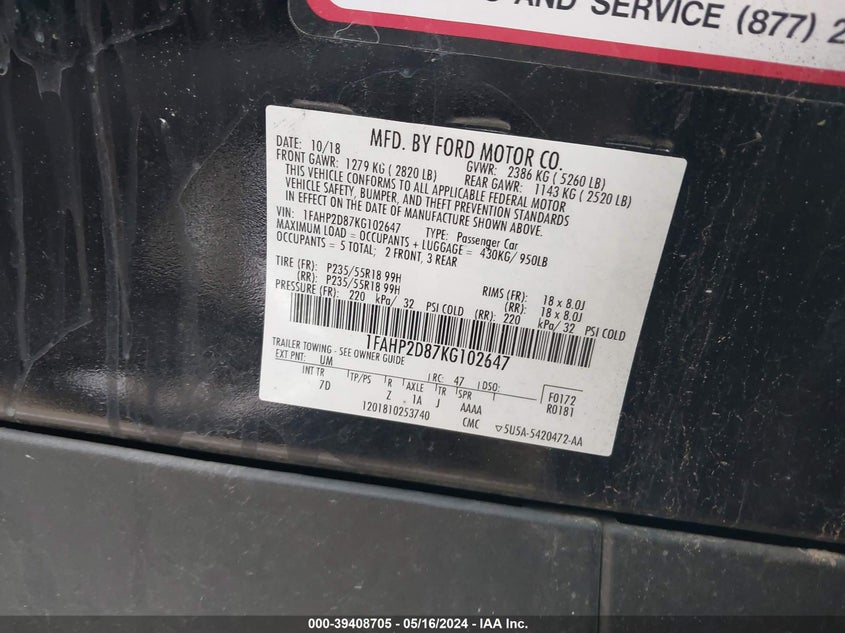 AND SERVICE (877) 2
MFD. BY FORD MOTOR CO.
DATE: 10/18 GVWR: 2386 KG ( 5260 LB)
FRONT GAWR: 1279 KG ( 2820 LB) REAR GAWR: 1143 KG ( 2520 LB)
THIS VEHICLE CONFORMS TO ALL APPLICABLE FEDERAL MOTOR
VEHICLE SAFETY, BUMPER, AND THEFT PREVENTION STANDARDS
IN EFFECT ON THE DATE OF MANUFACTURE SHOWN ABOVE.
VIN: 1FAHP2D87KG102647 TYPE: Passenger Car
MAXIMUM LOAD = OCCUPANTS + LUGGAGE = 430KG/ 950LB
OCCUPANTS = 5 TOTAL; 2 FRONT, 3 REAR
TIRE (FR): P235/55R18 99H RIMS (FR): 18 x 8.0J
(RR): P235/55R18 99H (RR): 18 x 8.0J
PRESSURE (FR): 220 kPa/ 32 PSI COLD (RR): 220 kPa/ 32 PSI COLD
1FAHP2D87KG102647
TRAILER TOWING - SEE OWNER GUIDE
EXT PNT: UM RC: 47 DSO: F0172
INT TR TP/PS R AXLE TR SPR R0181
7D Z 1A J AAAA
1201810253740 CMC ▽5U5A-5420472-AA
000-39408705 - 05/16/2024 - IAA Inc.